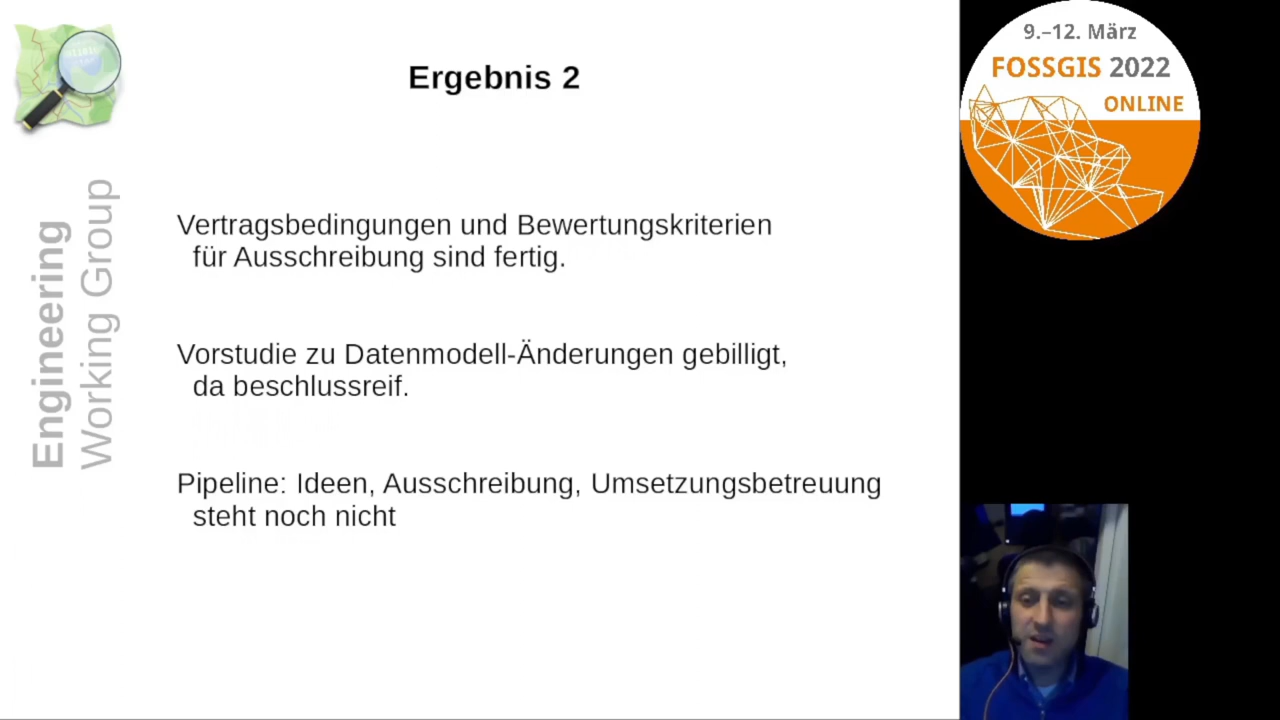 Ergebnis 2
Engineering
Working Group
Vertragsbedingungen und Bewertungskriterien
für Ausschreibung sind fertig.
Vorstudie zu Datenmodell-Änderungen gebilligt,
da beschlussreif.
Pipeline: Ideen, Ausschreibung, Umsetzungsbetreuung
steht noch nicht
9.–12. März
FOSSGIS 2022
ONLINE